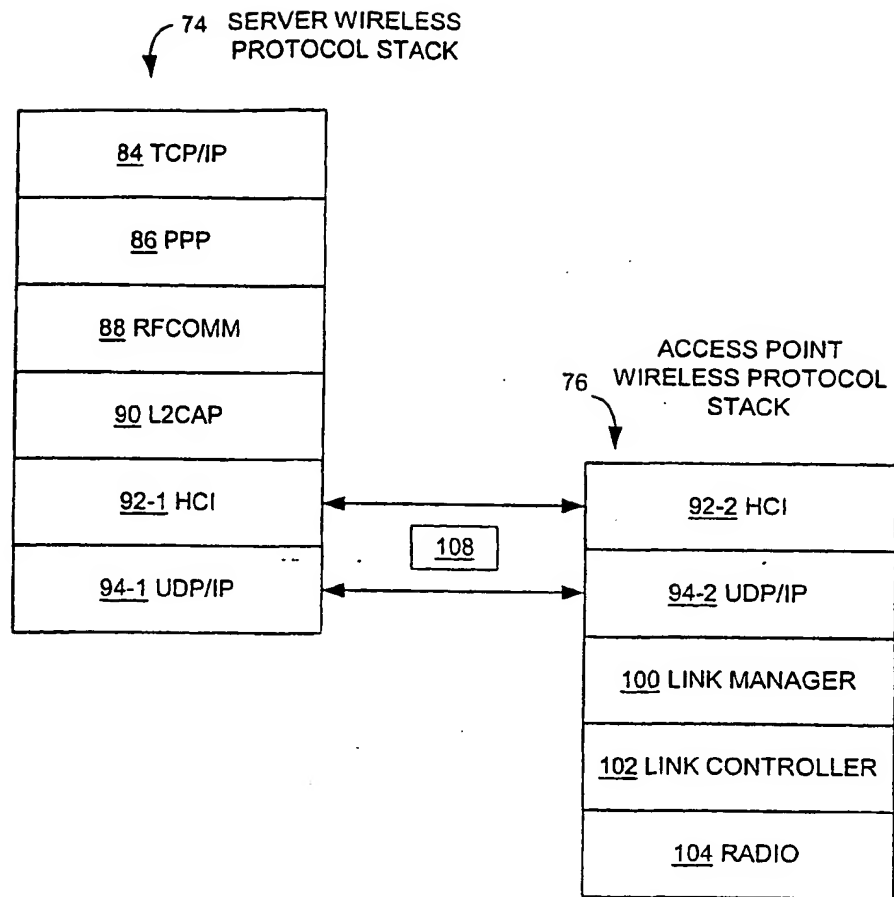 74 SERVER WIRELESS
PROTOCOL STACK
84 TCP/IP
86 PPP
88 RFCOMM
90 L2CAP
92-1 HCI
94-1 UDP/IP
108
ACCESS POINT
76 WIRELESS PROTOCOL
STACK
92-2 HCI
94-2 UDP/IP
100 LINK MANAGER
102 LINK CONTROLLER
104 RADIO